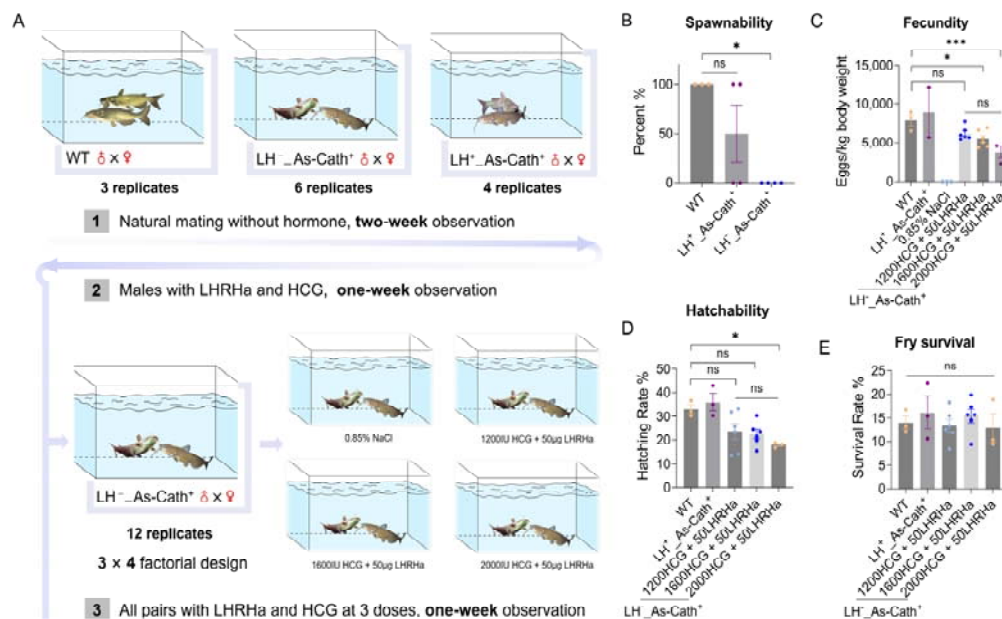 A
WT ♂ x ♀
LH⁻_As-Cath⁺ ♂ x ♀
LH⁺_As-Cath⁺ ♂ x ♀
3 replicates
6 replicates
4 replicates
1 Natural mating without hormone, two-week observation
2 Males with LHRHa and HCG, one-week observation
LH⁻_As-Cath⁺ ♂ x ♀
12 replicates
3 × 4 factorial design
0.85% NaCl
1200IU HCG + 50µg LHRHa
1600IU HCG + 50µg LHRHa
2000IU HCG + 50µg LHRHa
3 All pairs with LHRHa and HCG at 3 doses, one-week observation
B
Spawnability
*
ns
Percent %
100
50
0
WT
LH⁺_As-Cath⁻
LH⁻_As-Cath⁻
C
Fecundity
***
*
ns
ns
Eggs/kg body weight
15,000
10,000
5,000
0
WT
LH⁺_As-Cath⁺
0.85% NaCl
1200HCG + 50LHRHa
1600HCG + 50LHRHa
2000HCG + 50LHRHa
LH⁻_As-Cath⁺
D
Hatchability
*
ns
ns
ns
Hatching Rate %
50
40
30
20
10
0
WT
LH⁺_As-Cath⁺
1200HCG + 50LHRHa
1600HCG + 50LHRHa
2000HCG + 50LHRHa
LH⁻_As-Cath⁺
E
Fry survival
ns
Survival Rate %
25
20
15
10
5
0
WT
LH⁺_As-Cath⁺
1200HCG + 50LHRHa
1600HCG + 50LHRHa
2000HCG + 50LHRHa
LH⁻_As-Cath⁺